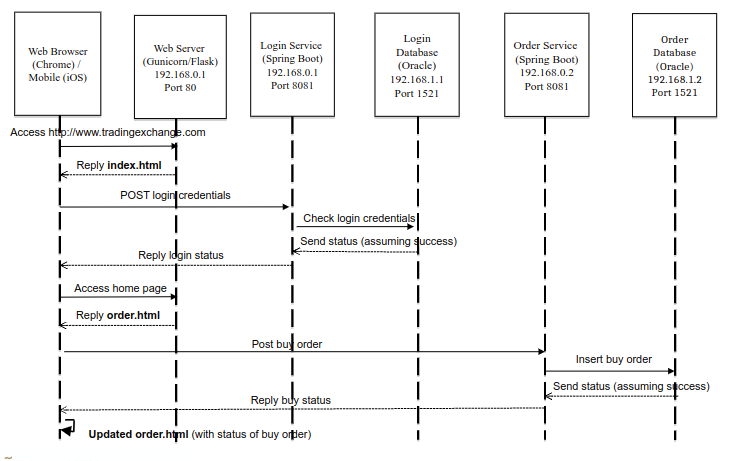 Web Browser
(Chrome) /
Mobile (iOS)
Web Server
(Gunicorn/Flask)
192.168.0.1
Port 80
Login Service
(Spring Boot)
192.168.0.1
Port 8081
Login
Database
(Oracle)
192.168.1.1
Port 1521
Order Service
(Spring Boot)
192.168.0.2
Port 8081
Order
Database
(Oracle)
192.168.1.2
Port 1521
Access http://www.tradingexchange.com
Reply index.html
POST login credentials
Check login credentials
Send status (assuming success)
Reply login status
Access home page
Reply order.html
Post buy order
Insert buy order
Send status (assuming success)
Reply buy status
Updated order.html (with status of buy order)